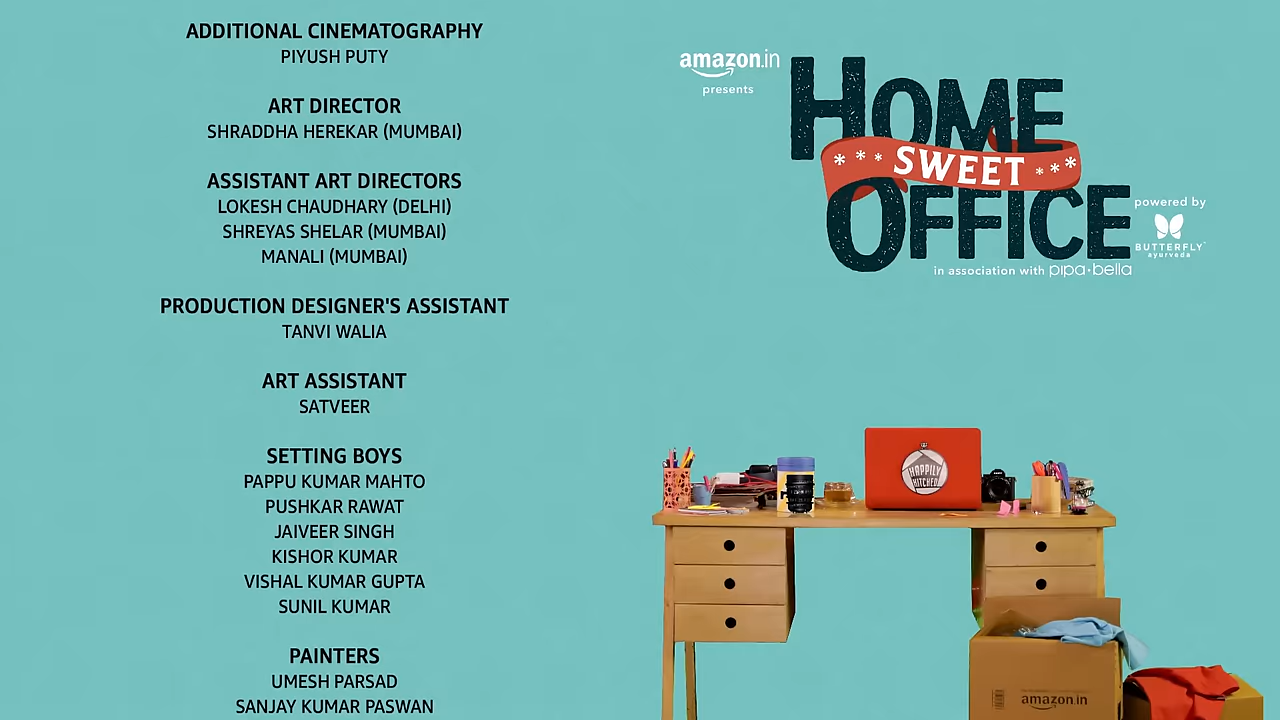 ADDITIONAL CINEMATOGRAPHY
PIYUSH PUTY
ART DIRECTOR
SHRADDHA HEREKAR (MUMBAI)
ASSISTANT ART DIRECTORS
LOKESH CHAUDHARY (DELHI)
SHREYAS SHELAR (MUMBAI)
MANALI (MUMBAI)
PRODUCTION DESIGNER'S ASSISTANT
TANVI WALIA
ART ASSISTANT
SATVEER
SETTING BOYS
PAPPU KUMAR MAHTO
PUSHKAR RAWAT
JAIVEER SINGH
KISHOR KUMAR
VISHAL KUMAR GUPTA
SUNIL KUMAR
PAINTERS
UMESH PARSAD
SANJAY KUMAR PASWAN
amazon.in
presents
HOME
SWEET
OFFICE
powered by
BUTTERFLY
ayurveda
in association with pipa·bella
HAPPILY
HITCHED
amazon.in